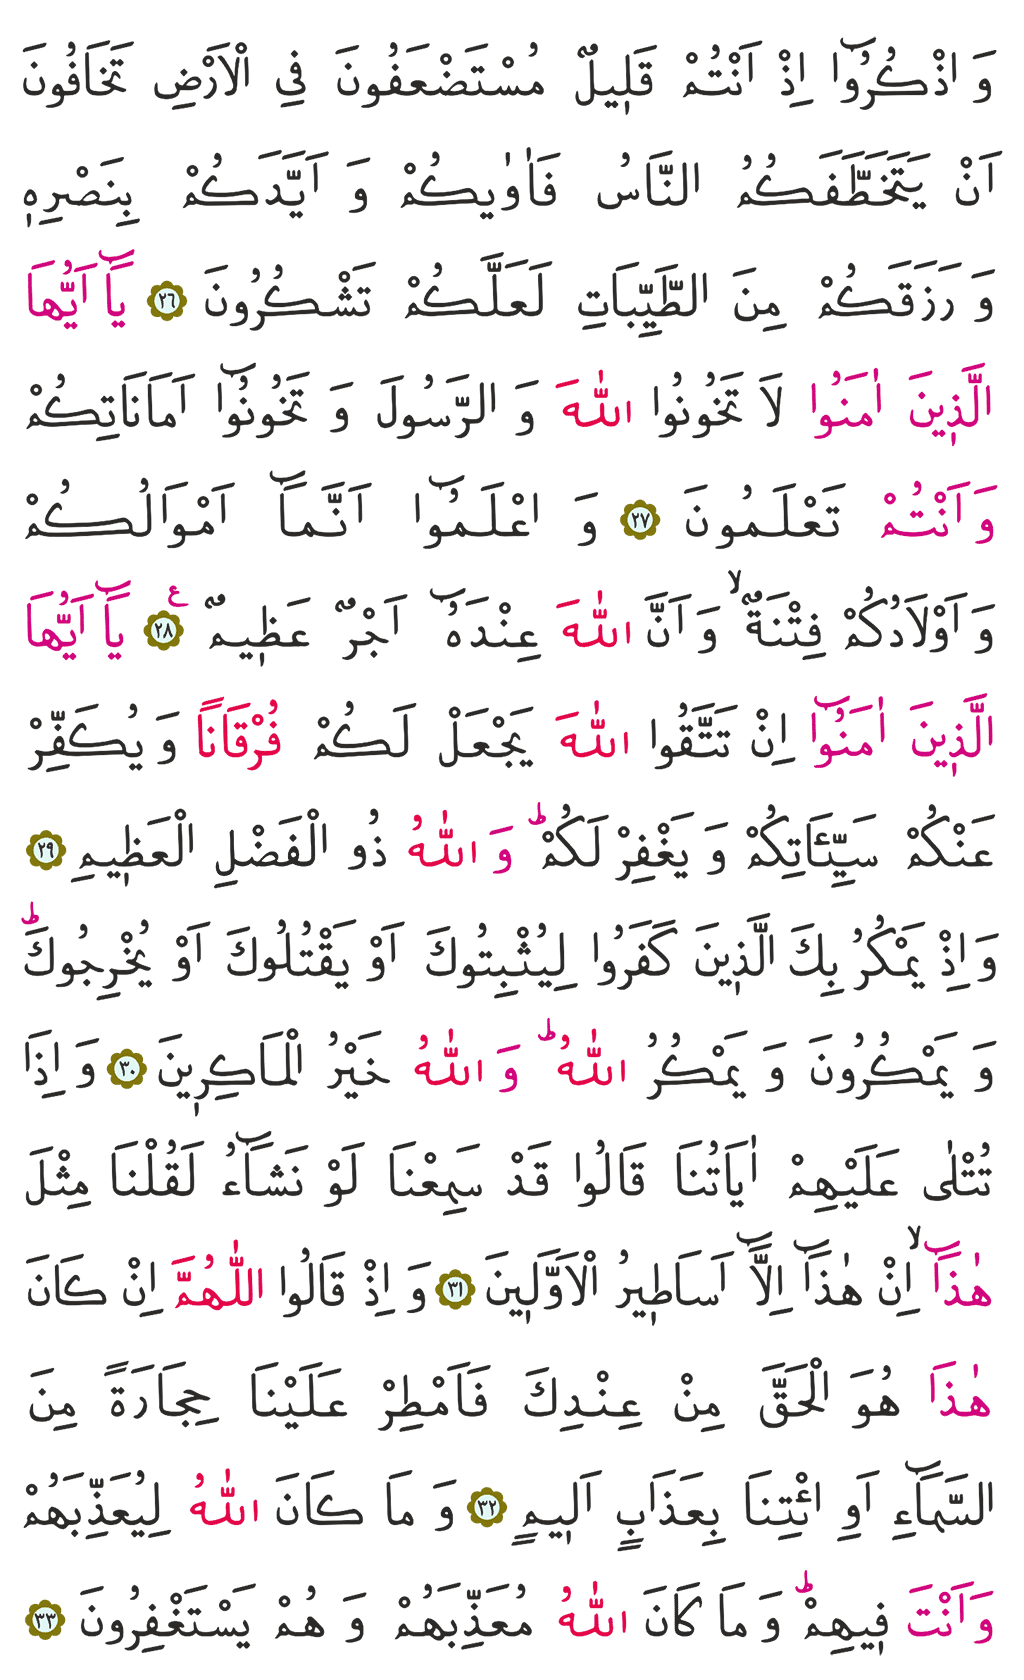 وَ اذْكُرُوٓا اِذْ اَنْتُمْ قَلٖيلٌ مُسْتَضْعَفُونَ فِي الْاَرْضِ تَخَافُونَ
اَنْ يَتَخَطَّفَكُمُ النَّاسُ فَاٰوٰيكُمْ وَ اَيَّدَكُمْ بِنَصْرِهٖ
وَ رَزَقَكُمْ مِنَ الطَّيِّبَاتِ لَعَلَّكُمْ تَشْكُرُونَ ٢٦ يَٓا اَيُّهَا
الَّذٖينَ اٰمَنُوا لَا تَخُونُوا اللّٰهَ وَ الرَّسُولَ وَ تَخُونُٓوا اَمَانَاتِكُمْ
وَ اَنْتُمْ تَعْلَمُونَ ٢٧ وَ اعْلَمُٓوا اَنَّمَٓا اَمْوَالُكُمْ
وَ اَوْلَادُكُمْ فِتْنَةٌۙ وَ اَنَّ اللّٰهَ عِنْدَهُٓ اَجْرٌ عَظٖيمٌ ع ٢٨ يَٓا اَيُّهَا
الَّذٖينَ اٰمَنُٓوا اِنْ تَتَّقُوا اللّٰهَ يَجْعَلْ لَكُمْ فُرْقَانًا وَ يُكَفِّرْ
عَنْكُمْ سَيِّـَٔاتِكُمْ وَ يَغْفِرْ لَكُمْؕ وَ اللّٰهُ ذُو الْفَضْلِ الْعَظٖيمِ ٢٩
وَ اِذْ يَمْكُرُ بِكَ الَّذٖينَ كَفَرُوا لِيُثْبِتُوكَ اَوْ يَقْتُلُوكَ اَوْ يُخْرِجُوكَؕ
وَ يَمْكُرُونَ وَ يَمْكُرُ اللّٰهُؕ وَ اللّٰهُ خَيْرُ الْمَاكِرٖينَ ٣٠ وَ اِذَا
تُتْلٰى عَلَيْهِمْ اٰيَاتُنَا قَالُوا قَدْ سَمِعْنَا لَوْ نَشَٓاءُ لَقُلْنَا مِثْلَ
هٰذَٓاۙ اِنْ هٰذَٓا اِلَّٓا اَسَاطٖيرُ الْاَوَّلٖينَ ٣١ وَ اِذْ قَالُوا اللّٰهُمَّ اِنْ كَانَ
هٰذَا هُوَ الْحَقَّ مِنْ عِنْدِكَ فَاَمْطِرْ عَلَيْنَا حِجَارَةً مِنَ
السَّمَٓاءِ اَوِ ائْتِنَا بِعَذَابٍ اَلٖيمٍ ٣٢ وَ مَا كَانَ اللّٰهُ لِيُعَذِّبَهُمْ
وَ اَنْتَ فٖيهِمْؕ وَ مَا كَانَ اللّٰهُ مُعَذِّبَهُمْ وَ هُمْ يَسْتَغْفِرُونَ ٣٣